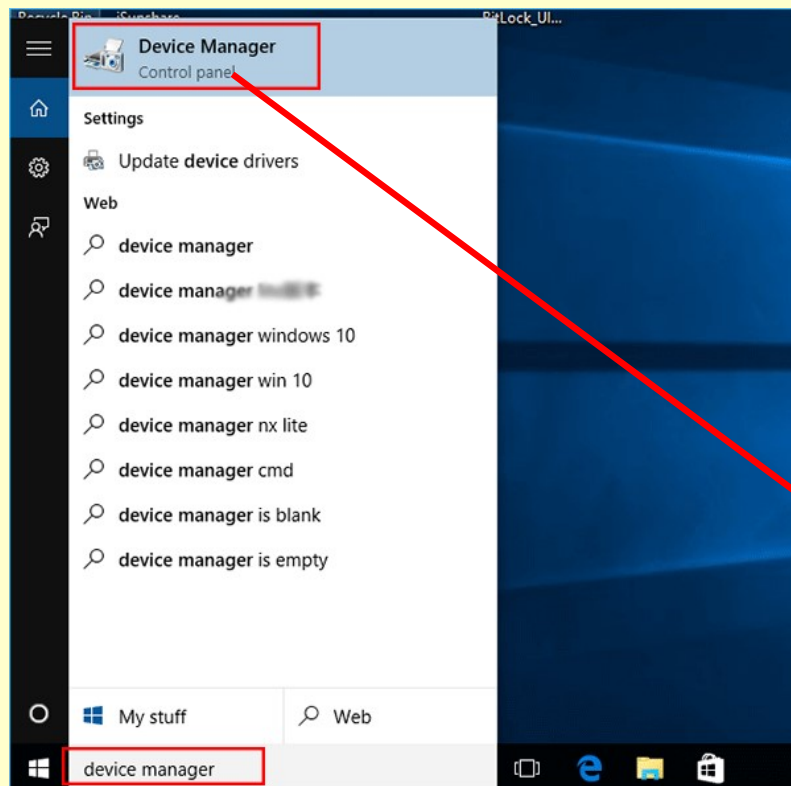 Recycle Bin iSunshare BitLock_UI...
Device Manager
Control panel
Settings
Update device drivers
Web
device manager
device manager
device manager windows 10
device manager win 10
device manager nx lite
device manager cmd
device manager is blank
device manager is empty
My stuff Web
device manager